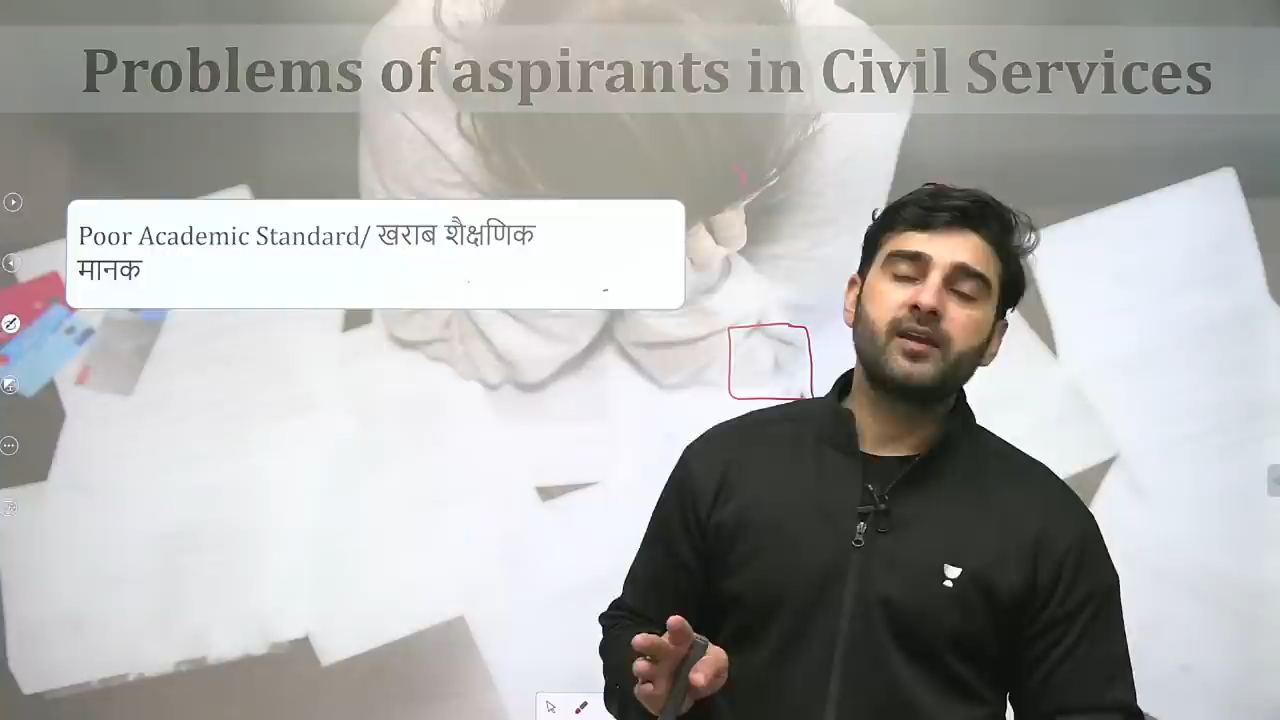 Problems of aspirants in Civil Services
Poor Academic Standard/ खराब शैक्षणिक
मानक